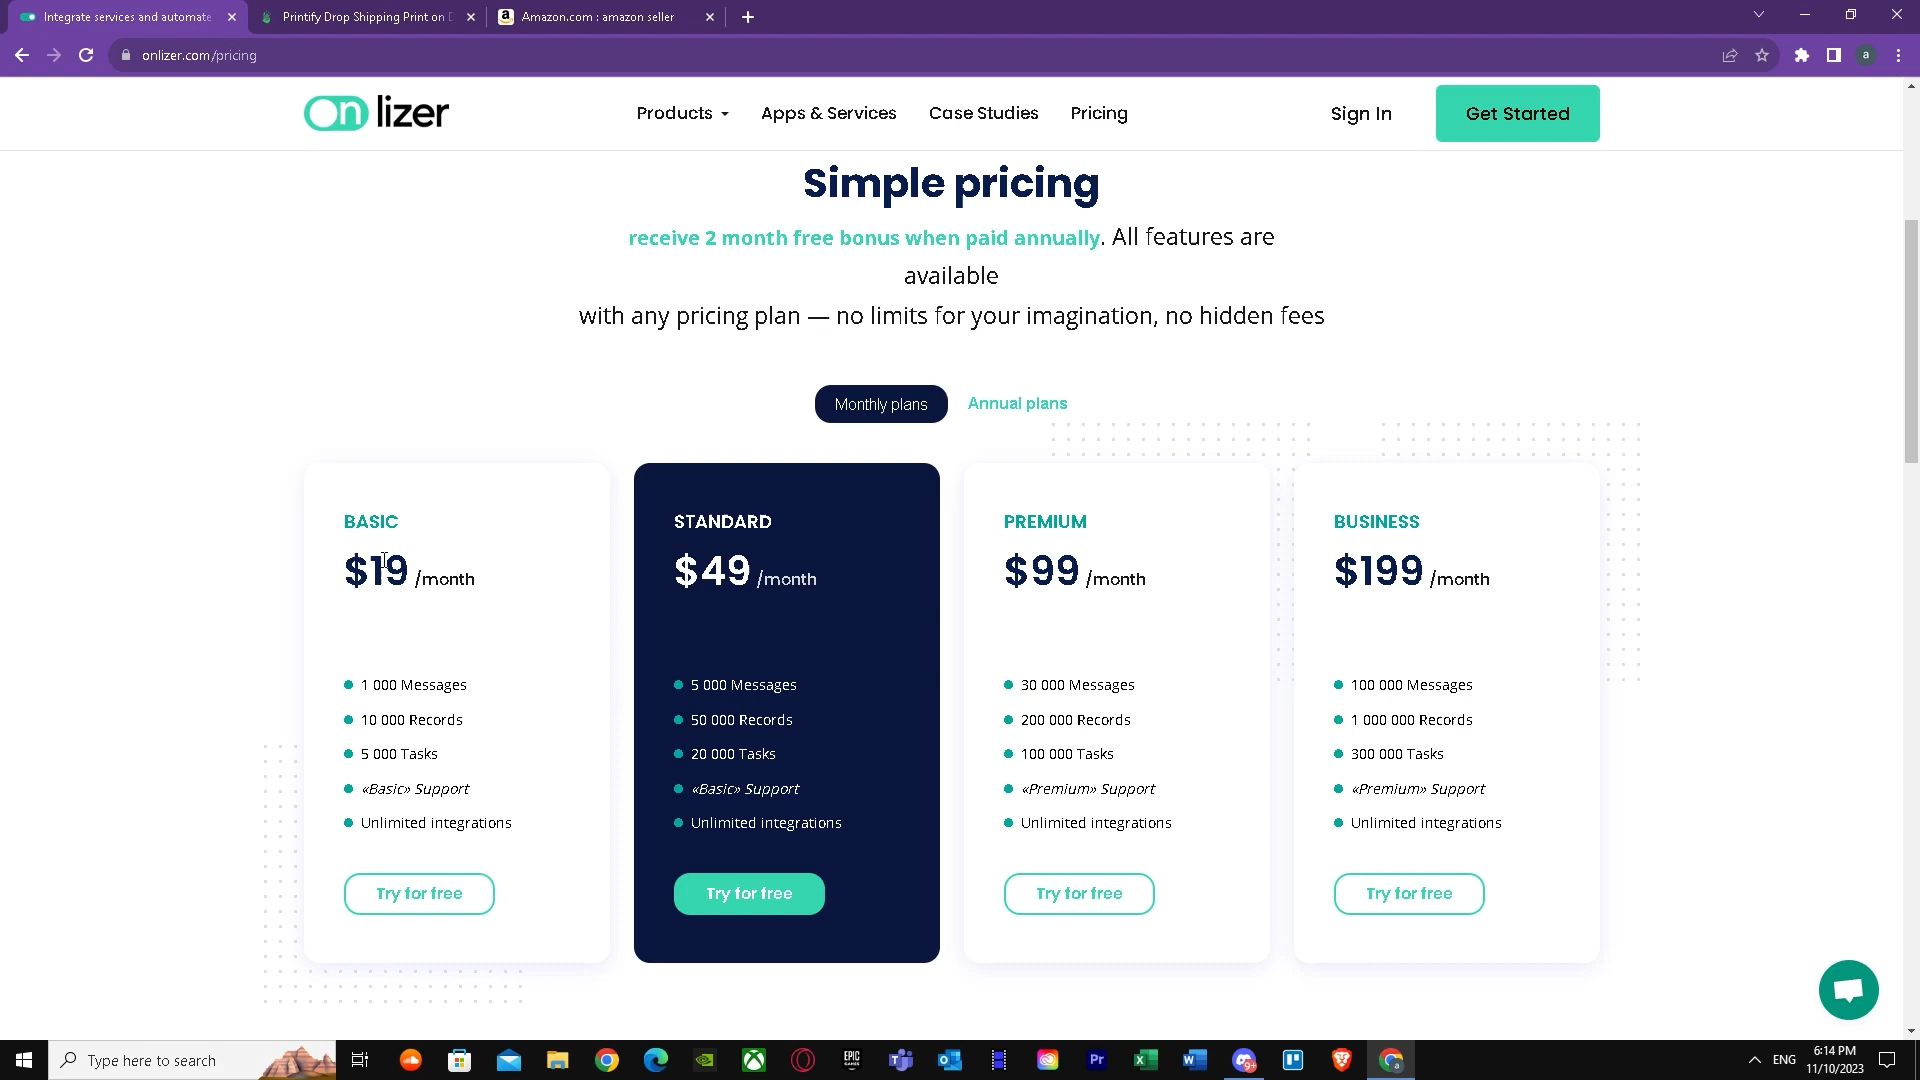 Integrate services and automate
Printify Drop Shipping Print on D
Amazon.com : amazon seller
onlizer.com/pricing
a
On lizer
Products
Apps & Services
Case Studies
Pricing
Sign In
Get Started
Simple pricing
receive 2 month free bonus when paid annually. All features are
available
with any pricing plan — no limits for your imagination, no hidden fees
Monthly plans
Annual plans
BASIC
$19 /month
1 000 Messages
10 000 Records
5 000 Tasks
«Basic» Support
Unlimited integrations
Try for free
STANDARD
$49 /month
5 000 Messages
50 000 Records
20 000 Tasks
«Basic» Support
Unlimited integrations
Try for free
PREMIUM
$99 /month
30 000 Messages
200 000 Records
100 000 Tasks
«Premium» Support
Unlimited integrations
Try for free
BUSINESS
$199 /month
100 000 Messages
1 000 000 Records
300 000 Tasks
«Premium» Support
Unlimited integrations
Try for free
Type here to search
EPIC GAMES
Pr
9+
ENG
6:14 PM
11/10/2023